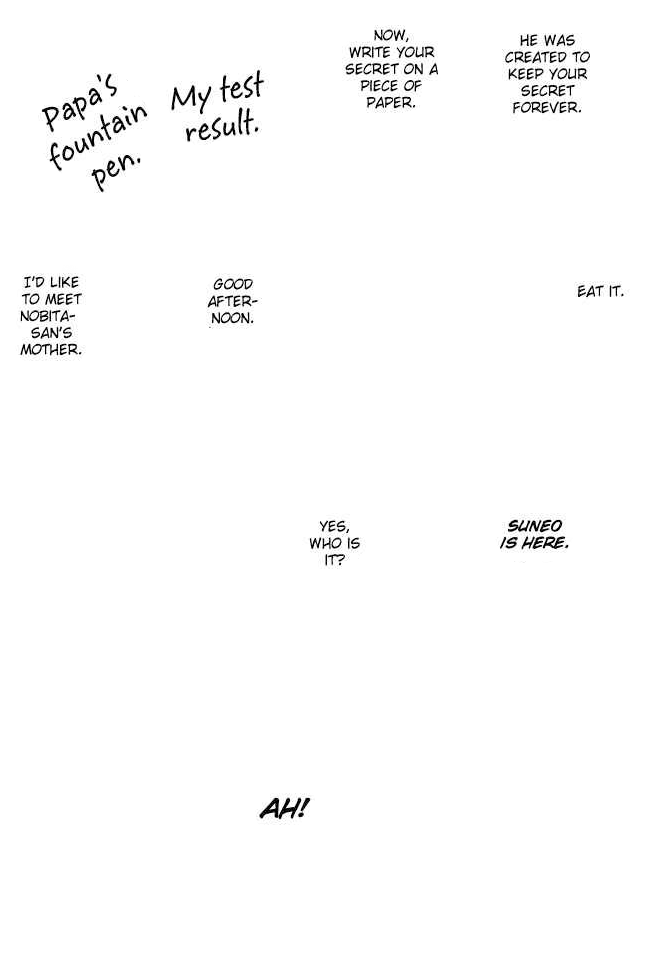 HE WAS
CREATED TO
KEEP YOUR
SECRET
FOREVER.
NOW,
WRITE YOUR
SECRET ON A
PIECE OF
PAPER.
My test
result.
Papa's
fountain
pen.
EAT IT.
GOOD
AFTER-
NOON.
I'D LIKE
TO MEET
NOBITA-
SAN'S
MOTHER.
SUNEO
IS HERE.
YES,
WHO IS
IT?
AH!